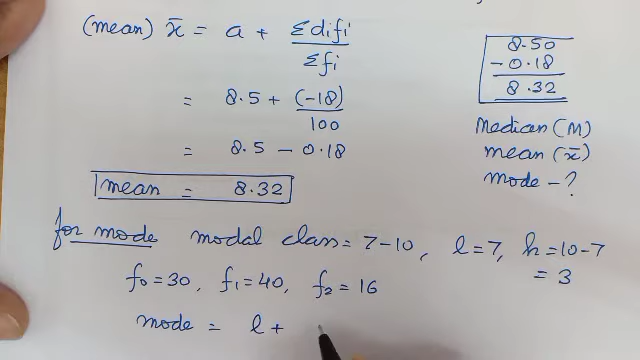 (mean) x̄ = a + Σdifi / Σfi
= 8.5 + (-18) / 100
= 8.5 - 0.18
mean = 8.32
8.50
- 0.18
8.32
Median (M)
mean (x̄)
mode - ?
for mode modal class = 7-10, l = 7, h = 10-7
= 3
f₀ = 30, f₁ = 40, f₂ = 16
mode = l +